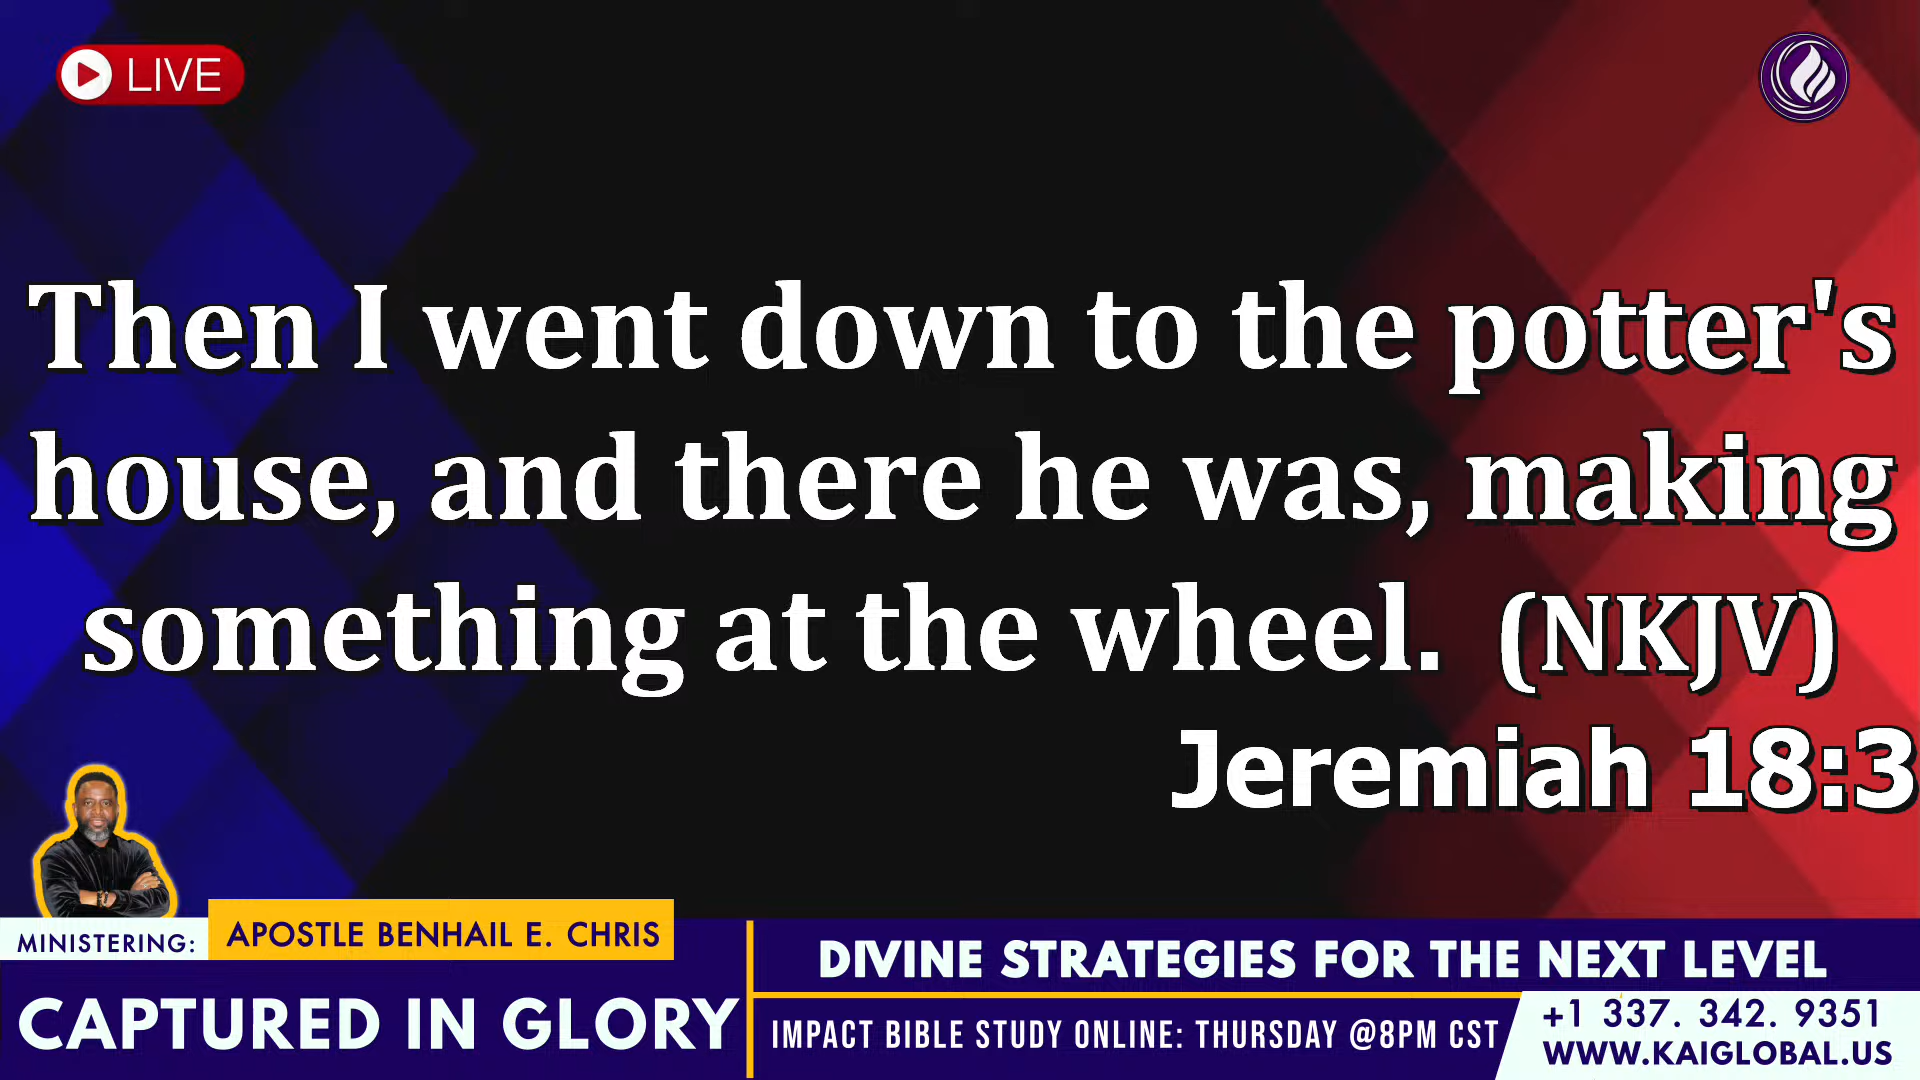 LIVE
Then I went down to the potter's
house, and there he was, making
something at the wheel. (NKJV)
Jeremiah 18:3
MINISTERING:
APOSTLE BENHAIL E. CHRIS
CAPTURED IN GLORY
DIVINE STRATEGIES FOR THE NEXT LEVEL
IMPACT BIBLE STUDY ONLINE: THURSDAY @8PM CST
+1 337. 342. 9351
WWW.KAIGLOBAL.US